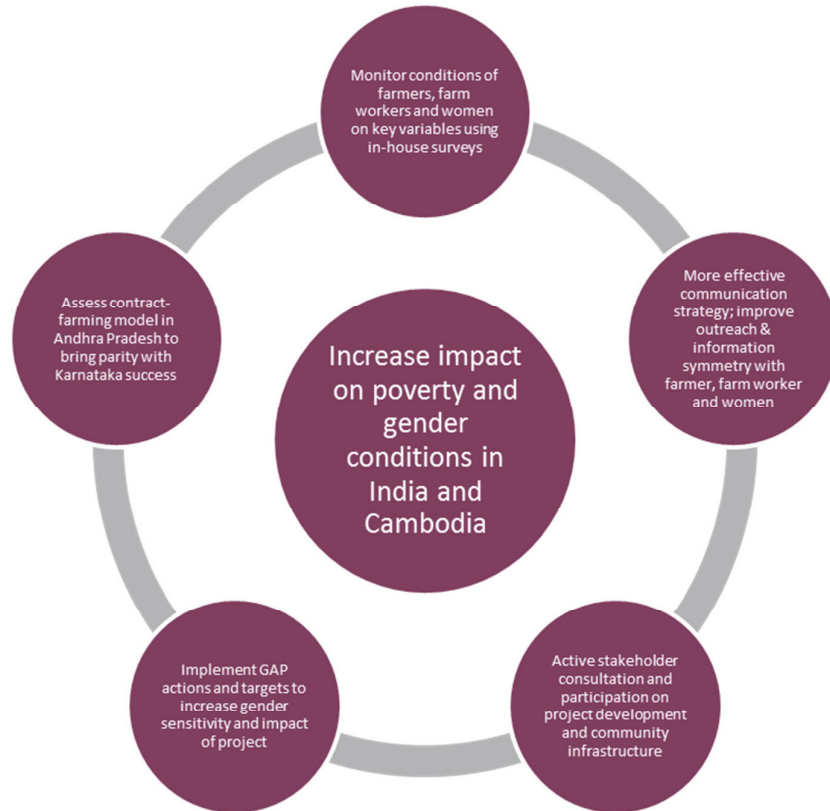 Monitor conditions of
farmers, farm
workers and women
on key variables using
in-house surveys
More effective
communication
strategy; improve
outreach &
information
symmetry with
farmer, farm worker
and women
Active stakeholder
consultation and
participation on
project development
and community
infrastructure
Implement GAP
actions and targets to
increase gender
sensitivity and impact
of project
Assess contract-
farming model in
Andhra Pradesh to
bring parity with
Karnataka success
Increase impact
on poverty and
gender
conditions in
India and
Cambodia